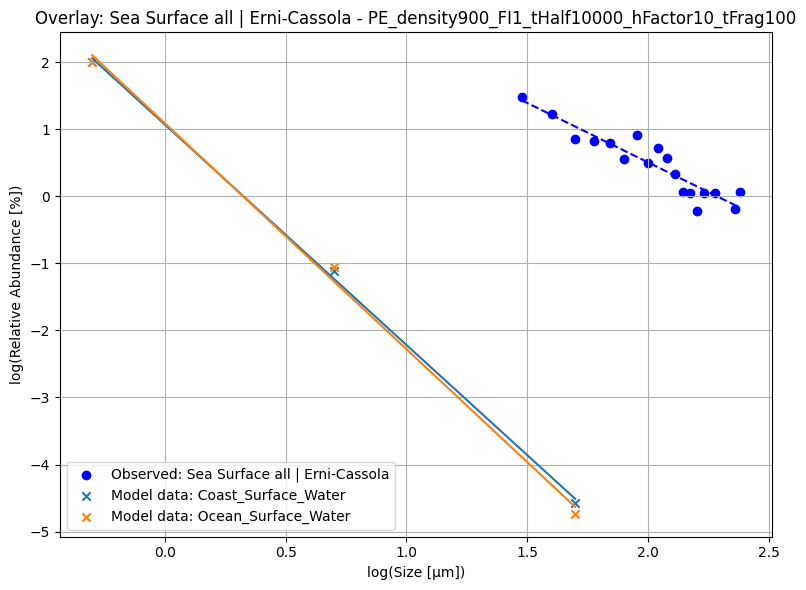 Overlay: Sea Surface all | Erni-Cassola - PE_density900_FI1_tHalf10000_hFactor10_tFrag100
log(Relative Abundance [%])
2
1
0
−1
−2
−3
−4
−5
Observed: Sea Surface all | Erni-Cassola
Model data: Coast_Surface_Water
Model data: Ocean_Surface_Water
0.0
0.5
1.0
1.5
2.0
2.5
log(Size [µm])